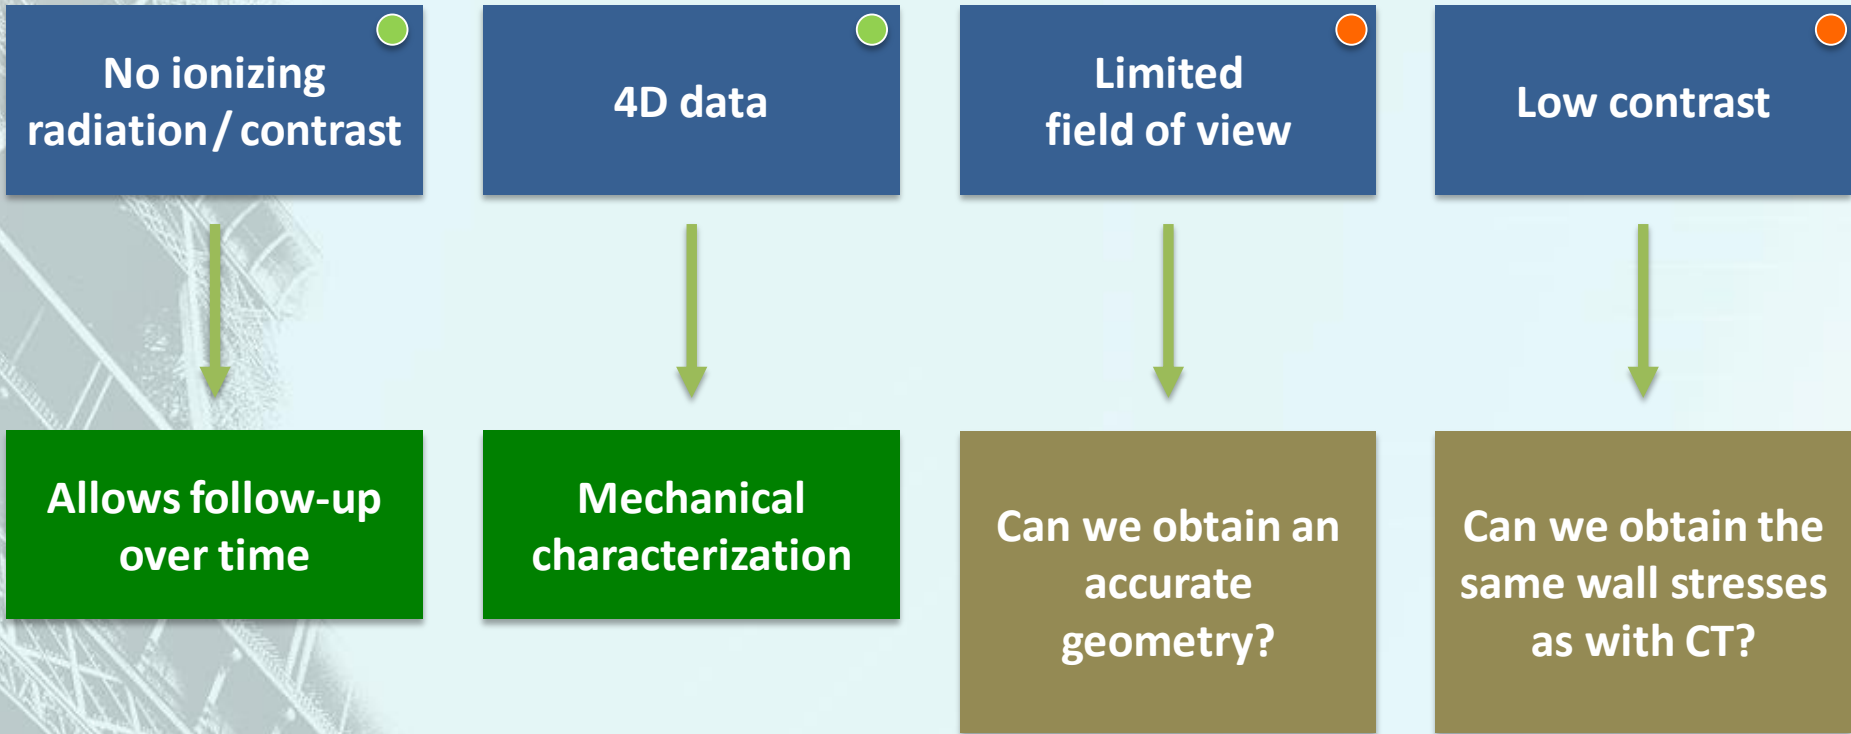 No ionizing
radiation / contrast
4D data
Limited
field of view
Low contrast
Allows follow-up
over time
Mechanical
characterization
Can we obtain an
accurate
geometry?
Can we obtain the
same wall stresses
as with CT?